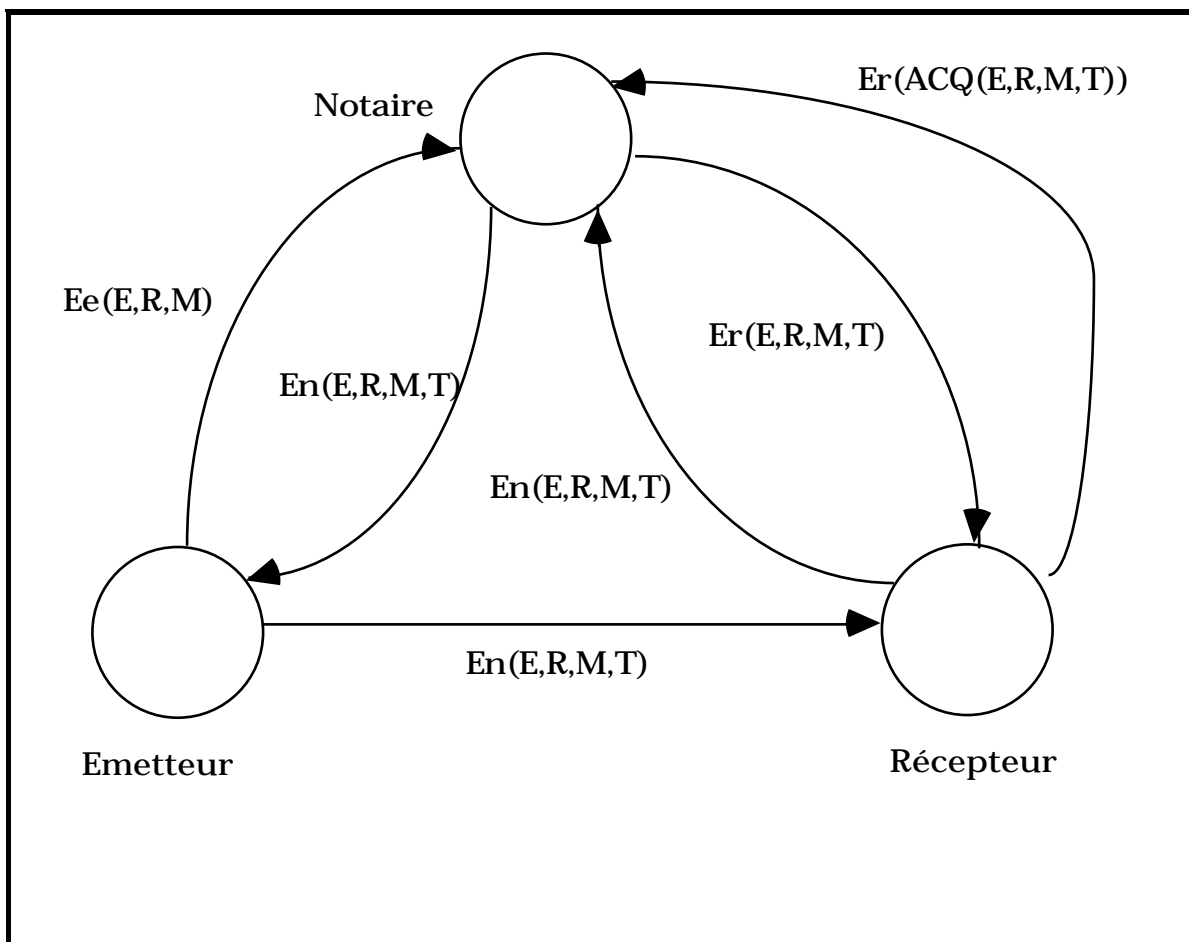 Er(ACQ(E,R,M,T))
Notaire
Ee(E,R,M)
Er(E,R,M,T)
En(E,R,M,T)
En(E,R,M,T)
En(E,R,M,T)
Emetteur
Récepteur